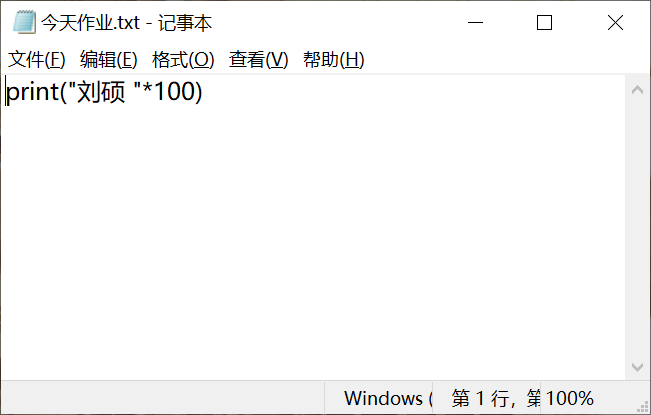 今天作业.txt - 记事本
文件(F) 编辑(E) 格式(O) 查看(V) 帮助(H)
print("刘硕 "*100)
Windows ( 第 1 行，第 100%